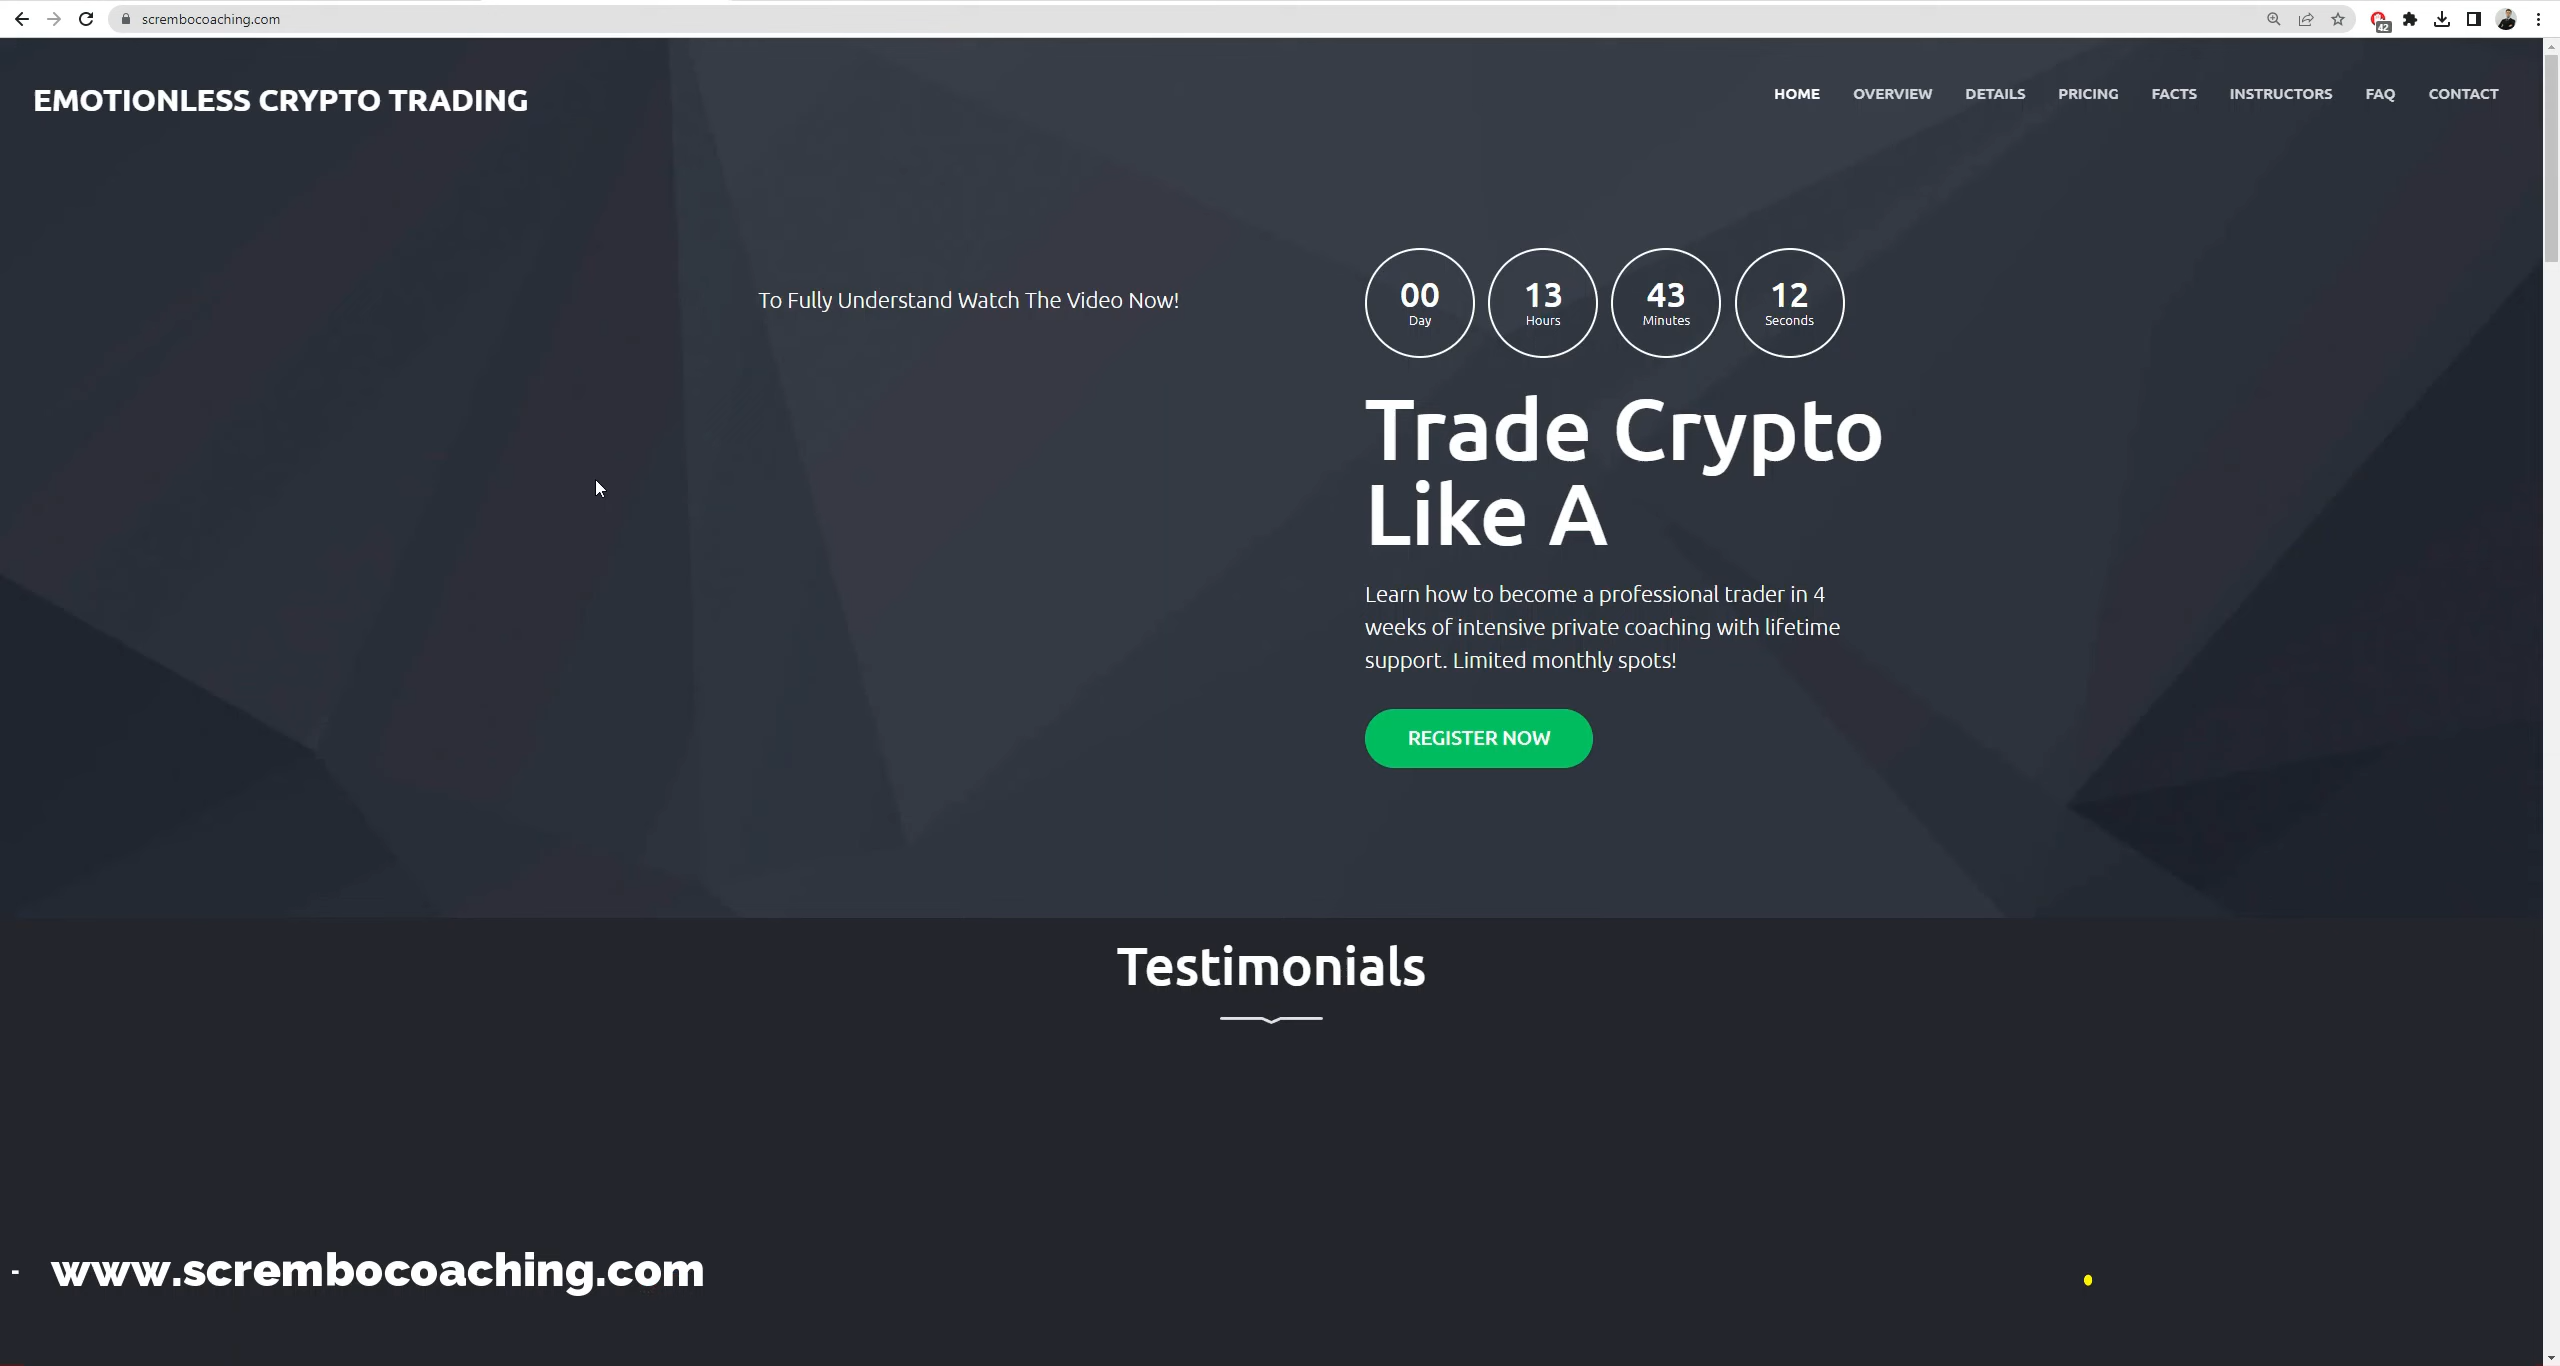 scrembocoaching.com
42
EMOTIONLESS CRYPTO TRADING
HOME OVERVIEW DETAILS PRICING FACTS INSTRUCTORS FAQ CONTACT
To Fully Understand Watch The Video Now!
00 13 43 12
Day Hours Minutes Seconds
Trade Crypto
Like A
Learn how to become a professional trader in 4
weeks of intensive private coaching with lifetime
support. Limited monthly spots!
REGISTER NOW
Testimonials
- www.scrembocoaching.com